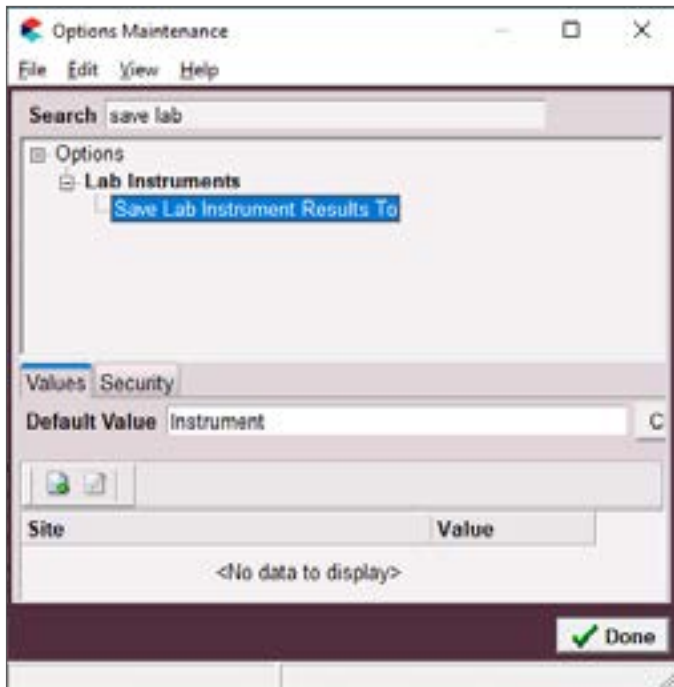 Options Maintenance
File Edit View Help
Search save lab
Options
Lab Instruments
Save Lab Instrument Results To
Values Security
Default Value Instrument C
Site Value
<No data to display>
Done